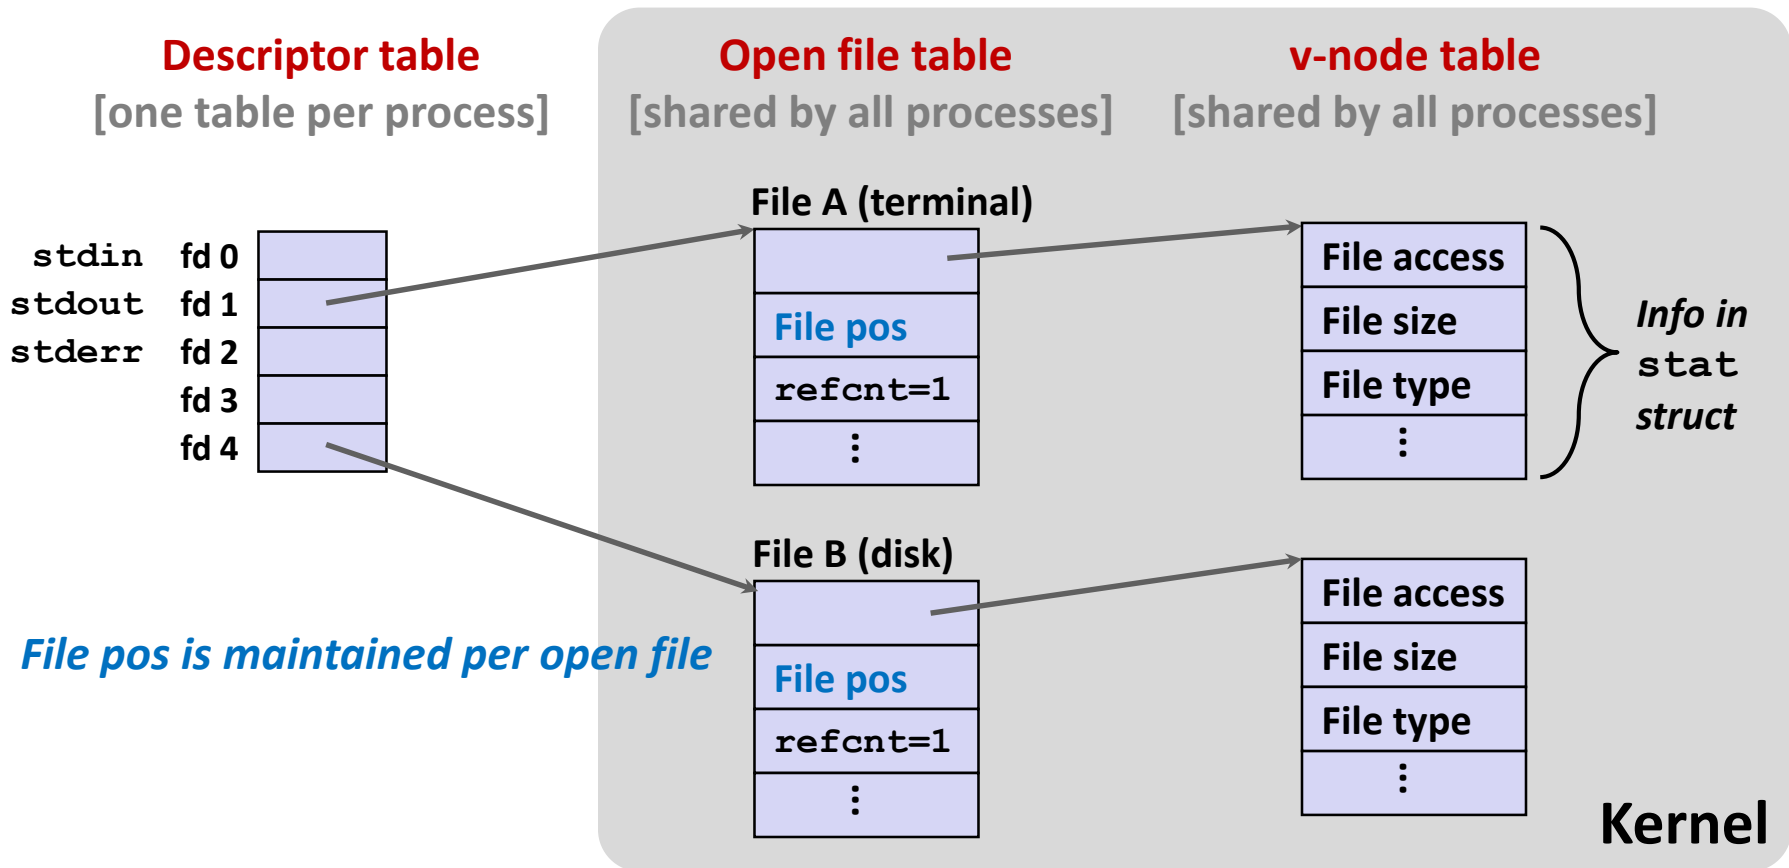 Descriptor table
[one table per process]
Open file table
[shared by all processes]
v-node table
[shared by all processes]
stdin fd 0
stdout fd 1
stderr fd 2
fd 3
fd 4
File A (terminal)
File pos
refcnt=1
⋮
File access
File size
File type
⋮
Info in
stat
struct
File B (disk)
File pos
refcnt=1
⋮
File access
File size
File type
⋮
File pos is maintained per open file
Kernel